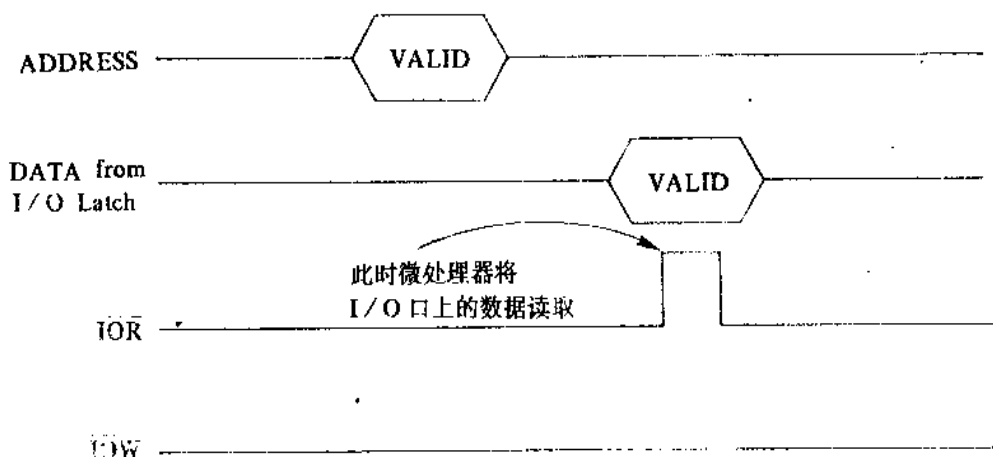 ADDRESS
VALID
DATA from
I/O Latch
VALID
此时微处理器将
I/O 口上的数据读取
IOR
IOW